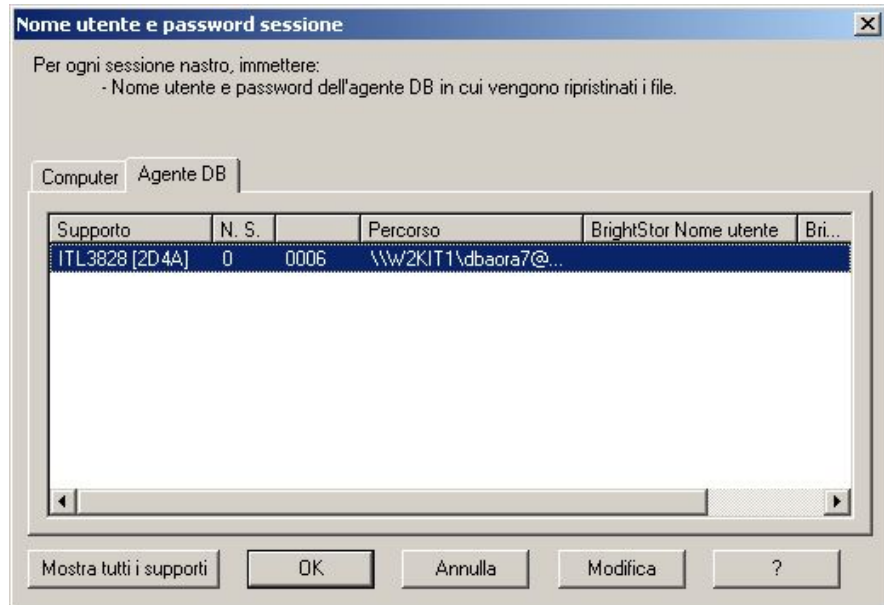 Nome utente e password sessione
Per ogni sessione nastro, immettere:
- Nome utente e password dell'agente DB in cui vengono ripristinati i file.
Computer Agente DB
Supporto N. S. Percorso BrightStor Nome utente Bri...
ITL3828 [2D4A] 0 0006 \\W2KIT1\dbaora7@...
Mostra tutti i supporti OK Annulla Modifica ?